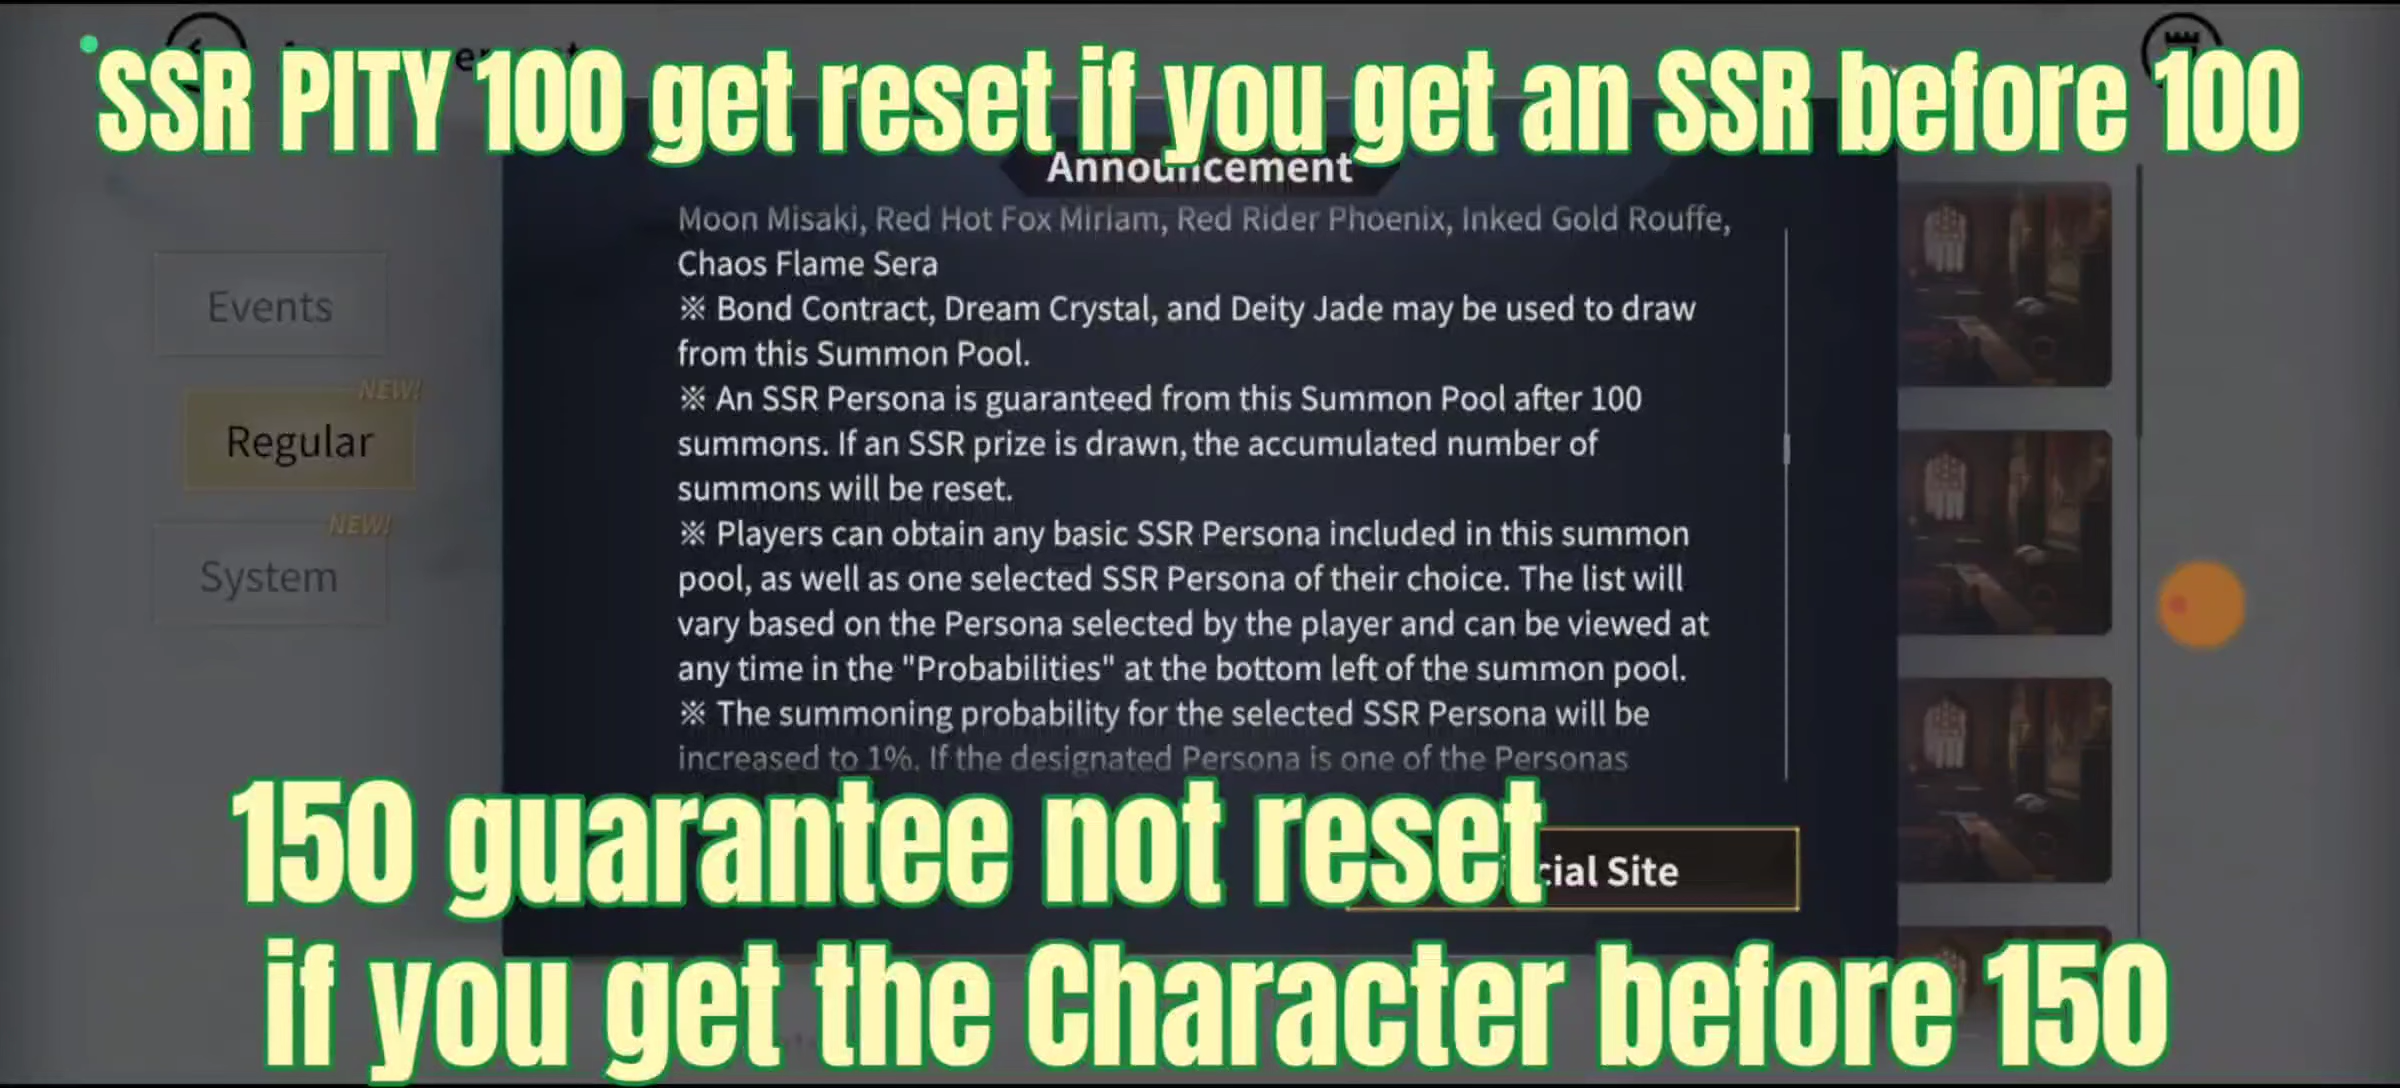 SSR PITY 100 get reset if you get an SSR before 100
Announcement
Moon Misaki, Red Hot Fox Miriam, Red Rider Phoenix, Inked Gold Rouffe,
Chaos Flame Sera
※ Bond Contract, Dream Crystal, and Deity Jade may be used to draw
from this Summon Pool.
※ An SSR Persona is guaranteed from this Summon Pool after 100
summons. If an SSR prize is drawn, the accumulated number of
summons will be reset.
※ Players can obtain any basic SSR Persona included in this summon
pool, as well as one selected SSR Persona of their choice. The list will
vary based on the Persona selected by the player and can be viewed at
any time in the "Probabilities" at the bottom left of the summon pool.
※ The summoning probability for the selected SSR Persona will be
increased to 1%. If the designated Persona is one of the Personas
Events
NEW!
Regular
NEW!
System
150 guarantee not reset
cial Site
if you get the Character before 150